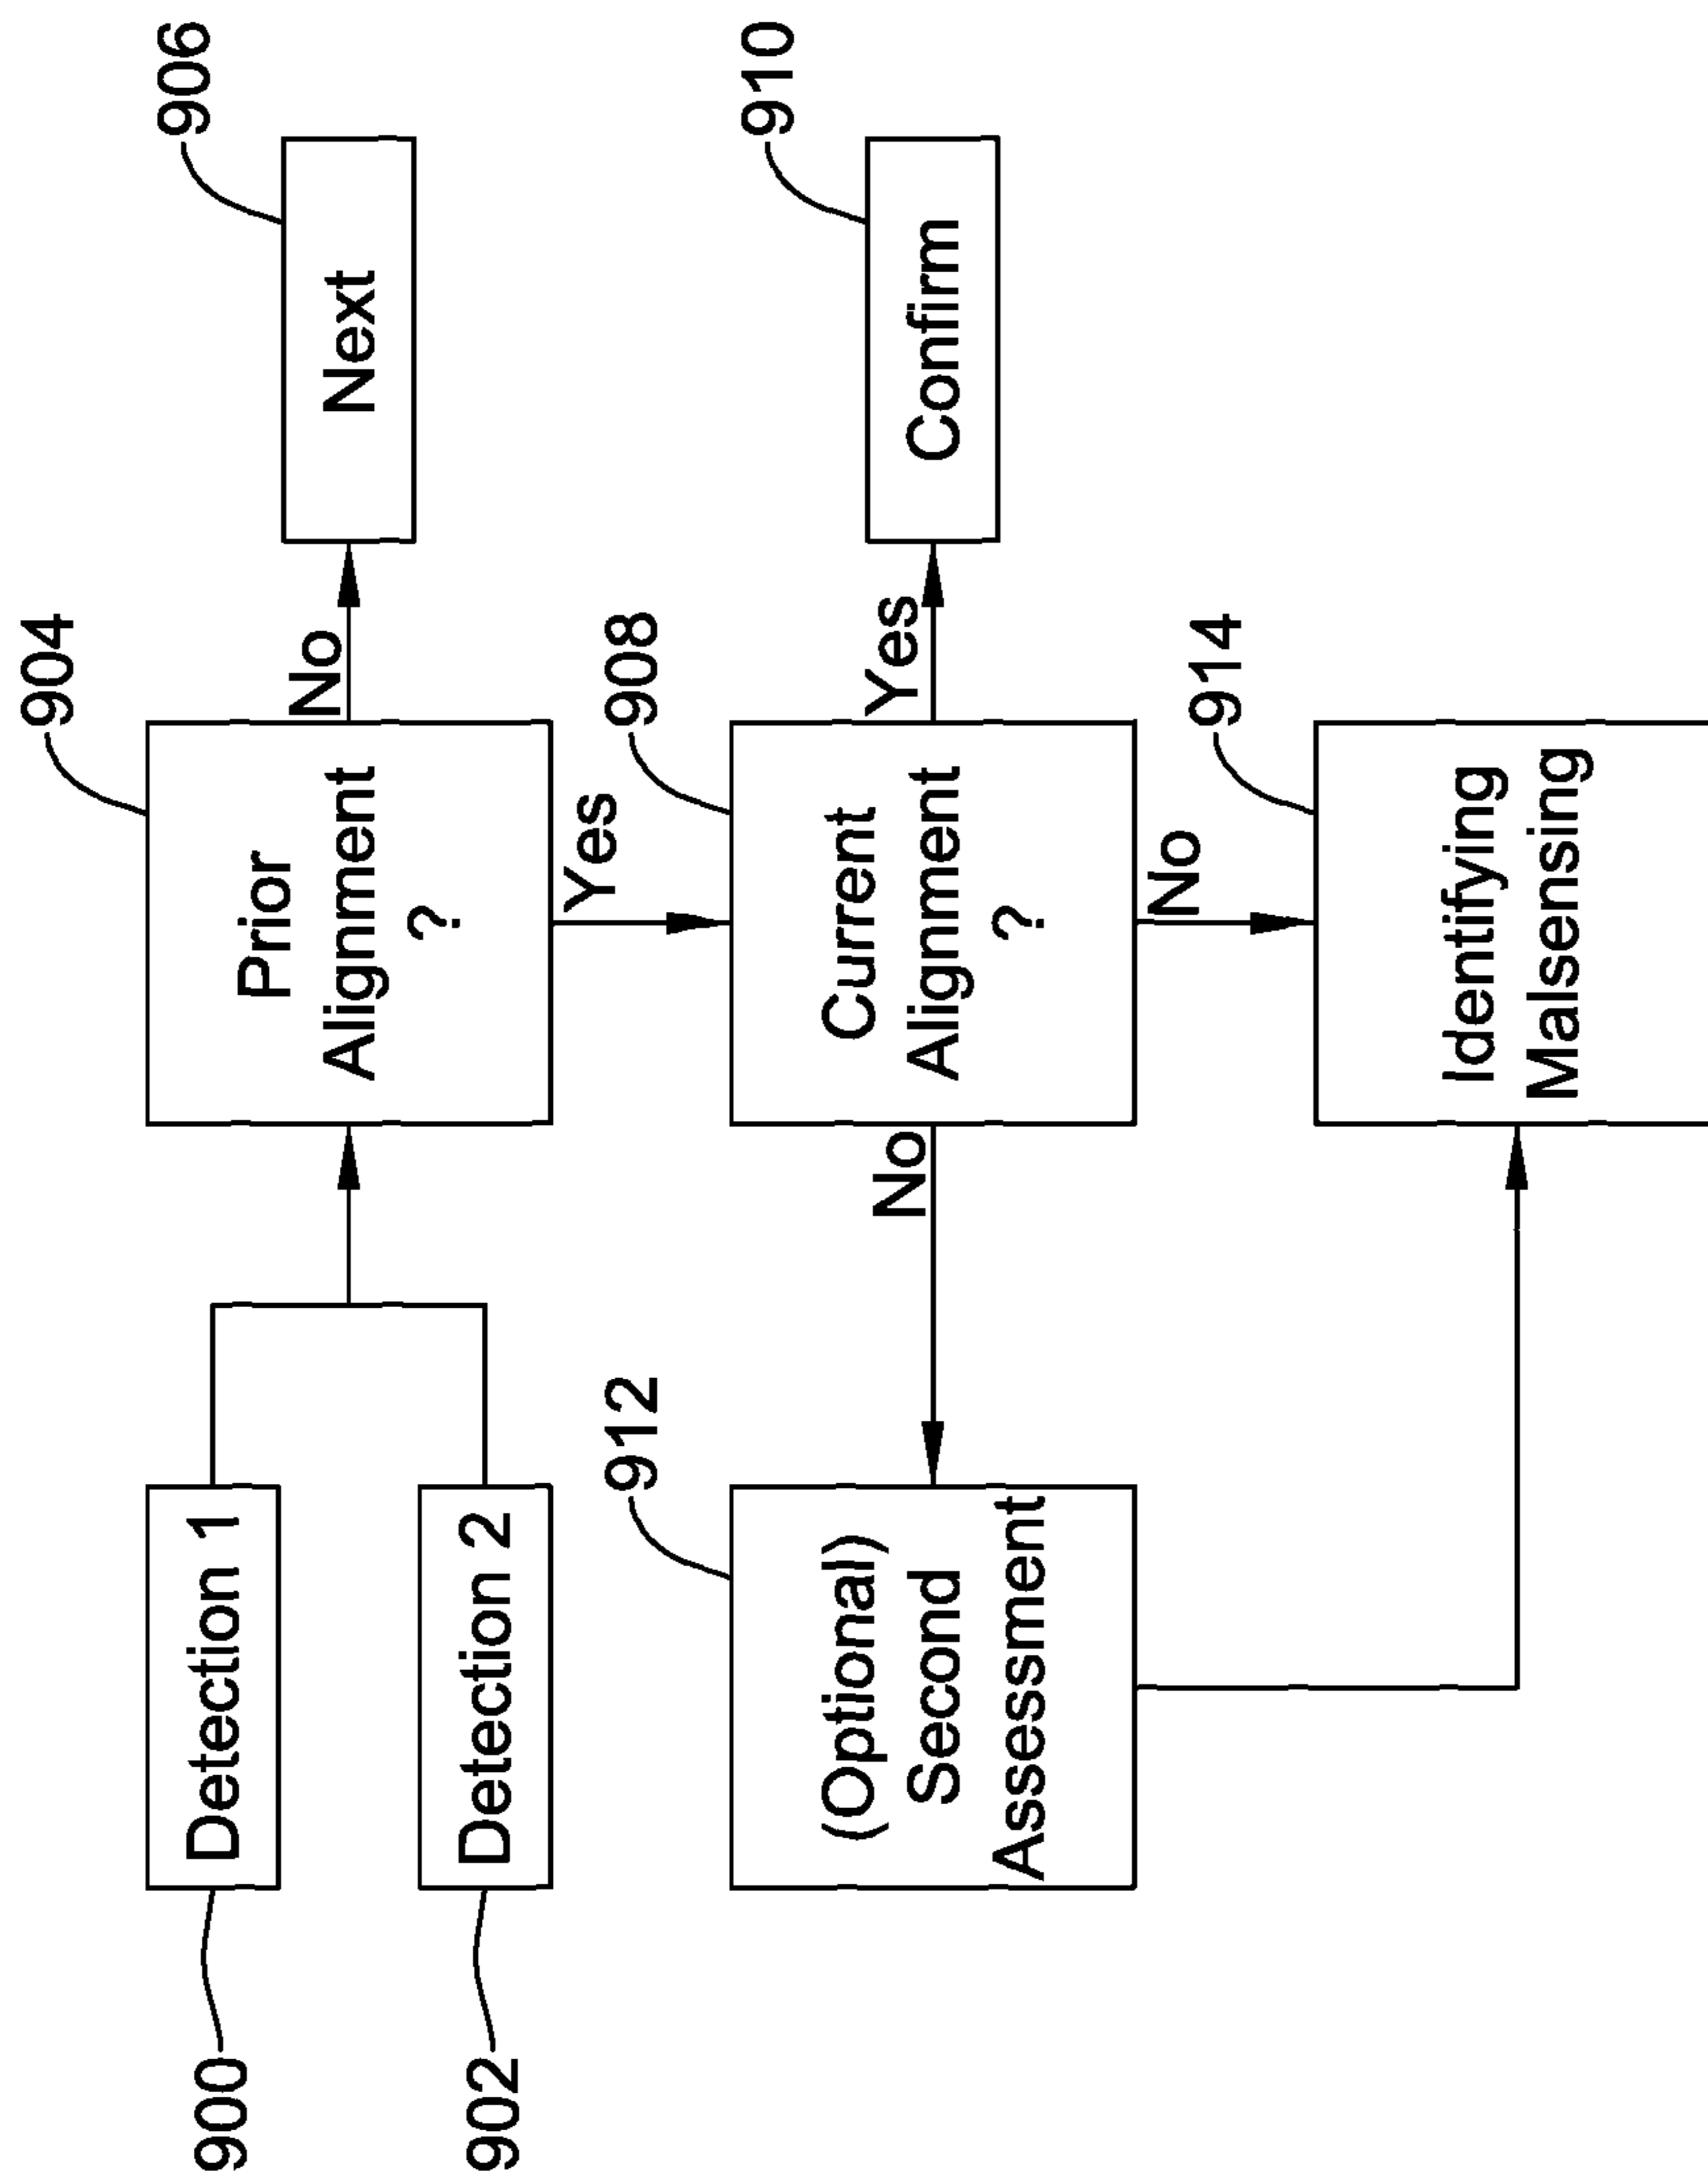 900
Detection 1
902
Detection 2
904
Prior
Alignment
?
No
906
Next
Yes
908
Current
Alignment
?
Yes
910
Confirm
No
912
(Optional)
Second
Assessment
No
914
Identifying
Malsensing